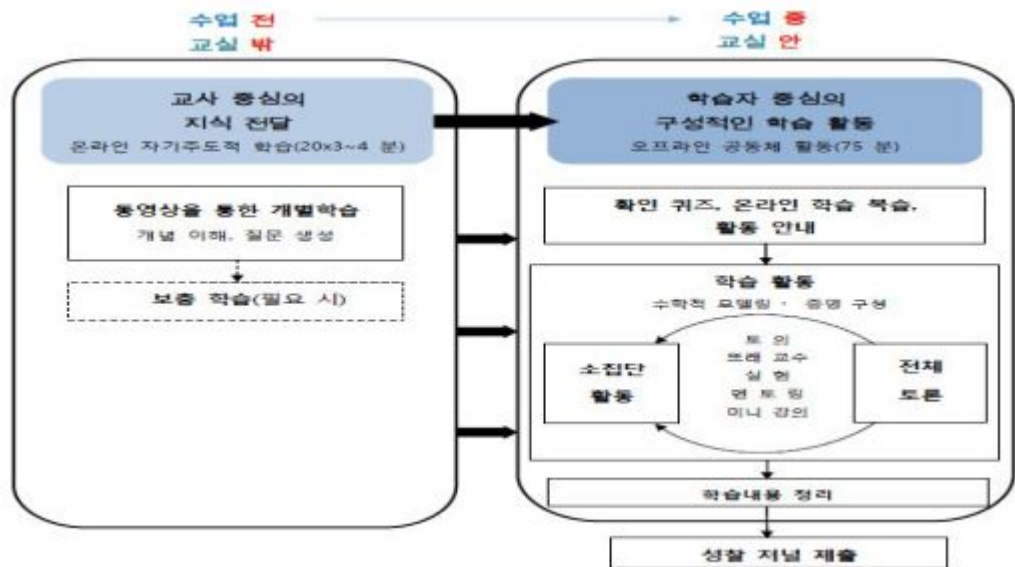 수업 전
교실 밖
수업 중
교실 안
교사 중심의
지식 전달
온라인 자기주도적 학습(20x3~4 분)
학습자 중심의
구성적인 학습 활동
오프라인 공동체 활동(75 분)
동영상을 통한 개별학습
개념 이해, 질문 생성
보충 학습(필요 시)
확인 퀴즈, 온라인 학습 복습,
활동 안내
학습 활동
수학적 모델링 · 증명 구성
소집단
활동
토 의
또래 교수
실 험
멘 토 링
미니 강의
전체
토론
학습내용 정리
성찰 저널 제출